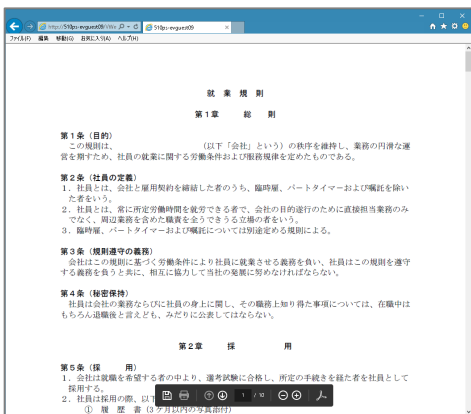 http://510ps-evguest09/Wn
510ps-evguest09
ファイル(F) 編集 移動(G) お気に入り(A) ヘルプ(H)
就 業 規 則
第1章 総 則
第1条 (目的)
この規則は、 (以下「会社」という) の秩序を維持し、業務の円滑な運
営を期すため、社員の就業に関する労働条件および服務規律を定めたものである。
第2条 (社員の定義)
1. 社員とは、会社と雇用契約を締結した者のうち、臨時雇、パートタイマーおよび嘱託を除い
た者をいう。
2. 社員とは、常に所定労働時間を就労できる者で、会社の目的遂行のために直接担当業務のみ
でなく、周辺業務を含めた職責を全うできうる立場の者をいう。
3. 臨時雇、パートタイマーおよび嘱託については別途定める規則による。
第3条 (規則遵守の義務)
会社はこの規則に基づく労働条件により社員に就業させる義務を負い、社員はこの規則を遵守
する義務を負うと共に、相互に協力して当社の発展に努めなければならない。
第4条 (秘密保持)
社員は会社の業務ならびに社員の身上に関し、その職務上知り得た事項については、在職中は
もちろん退職後と言えども、みだりに公表してはならない。
第2章 採 用
第5条 (採 用)
1. 会社は就職を希望する者の中より、選考試験に合格し、所定の手続きを経た者を社員として
採用する。
2. 社員は採用の際、以下
① 履 歴 書 (3ケ月以内の写真添付)
1 / 10